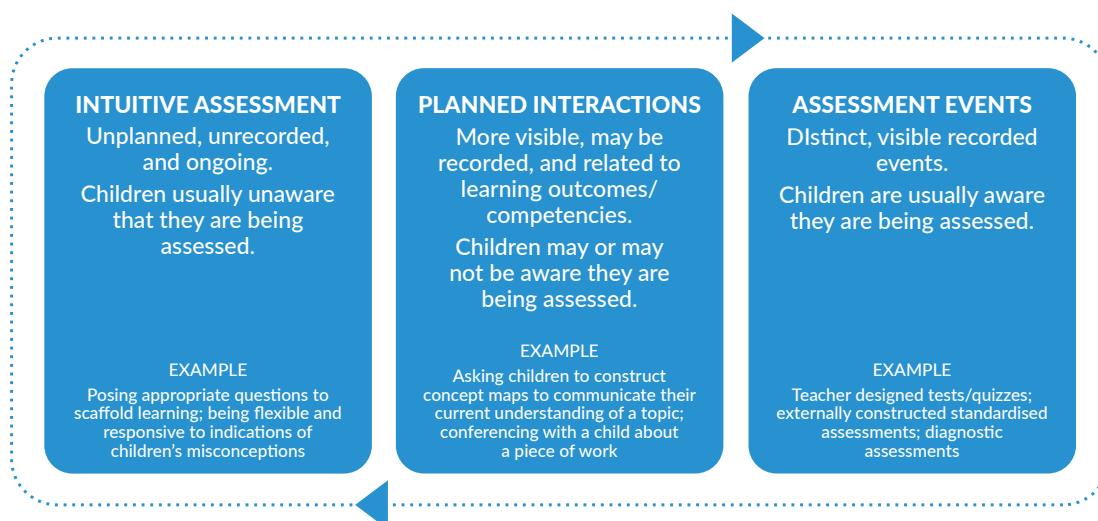 INTUITIVE ASSESSMENT
Unplanned, unrecorded,
and ongoing.
Children usually unaware
that they are being
assessed.
EXAMPLE
Posing appropriate questions to
scaffold learning; being flexible and
responsive to indications of
children's misconceptions
PLANNED INTERACTIONS
More visible, may be
recorded, and related to
learning outcomes/
competencies.
Children may or may
not be aware they are
being assessed.
EXAMPLE
Asking children to construct
concept maps to communicate their
current understanding of a topic;
conferencing with a child about
a piece of work
ASSESSMENT EVENTS
DIstinct, visible recorded
events.
Children are usually aware
they are being assessed.
EXAMPLE
Teacher designed tests/quizzes;
externally constructed standardised
assessments; diagnostic
assessments